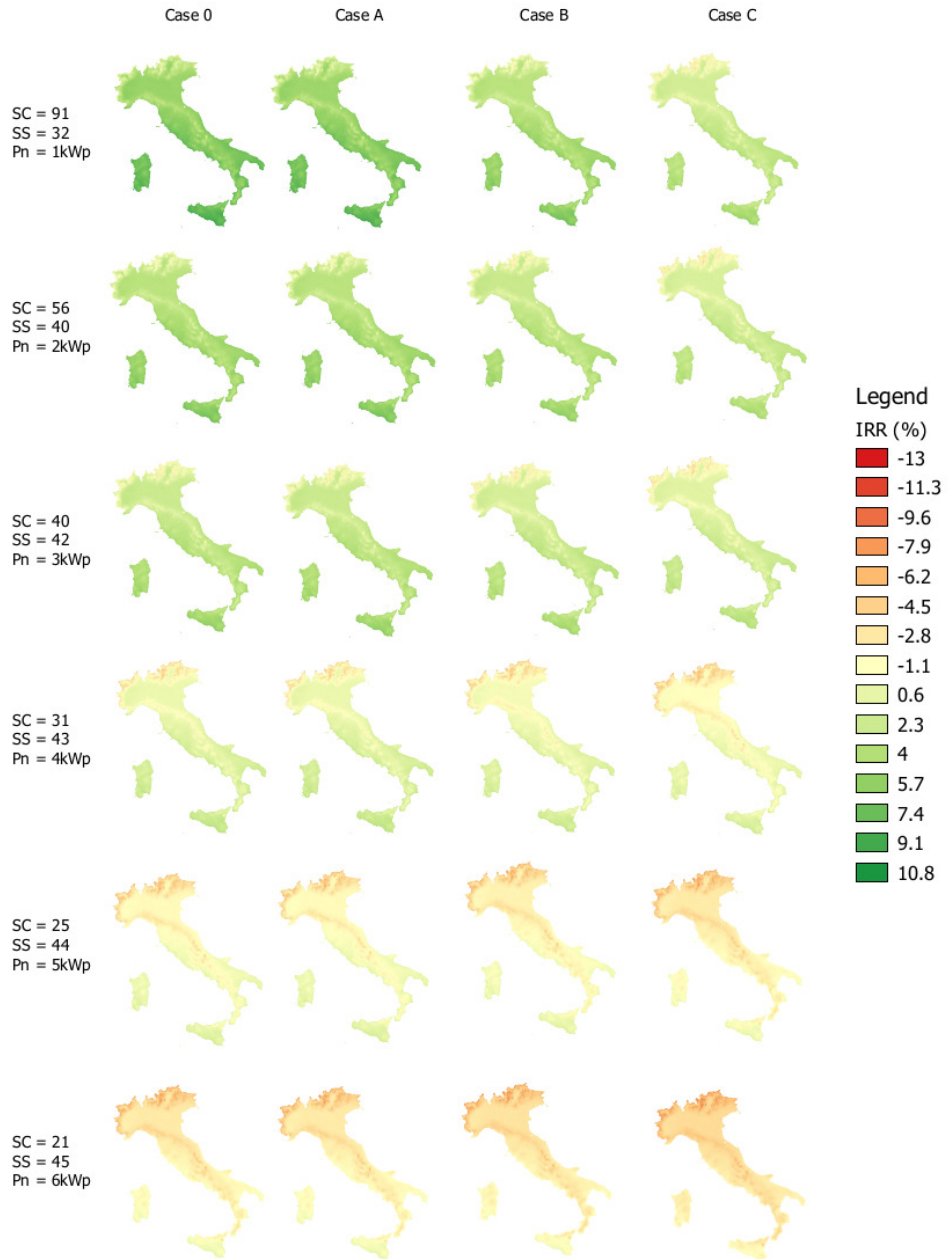 Case 0 Case A Case B Case C
SC = 91
SS = 32
Pn = 1kWp
SC = 56
SS = 40
Pn = 2kWp
SC = 40
SS = 42
Pn = 3kWp
SC = 31
SS = 43
Pn = 4kWp
SC = 25
SS = 44
Pn = 5kWp
SC = 21
SS = 45
Pn = 6kWp
Legend
IRR (%)
-13
-11.3
-9.6
-7.9
-6.2
-4.5
-2.8
-1.1
0.6
2.3
4
5.7
7.4
9.1
10.8